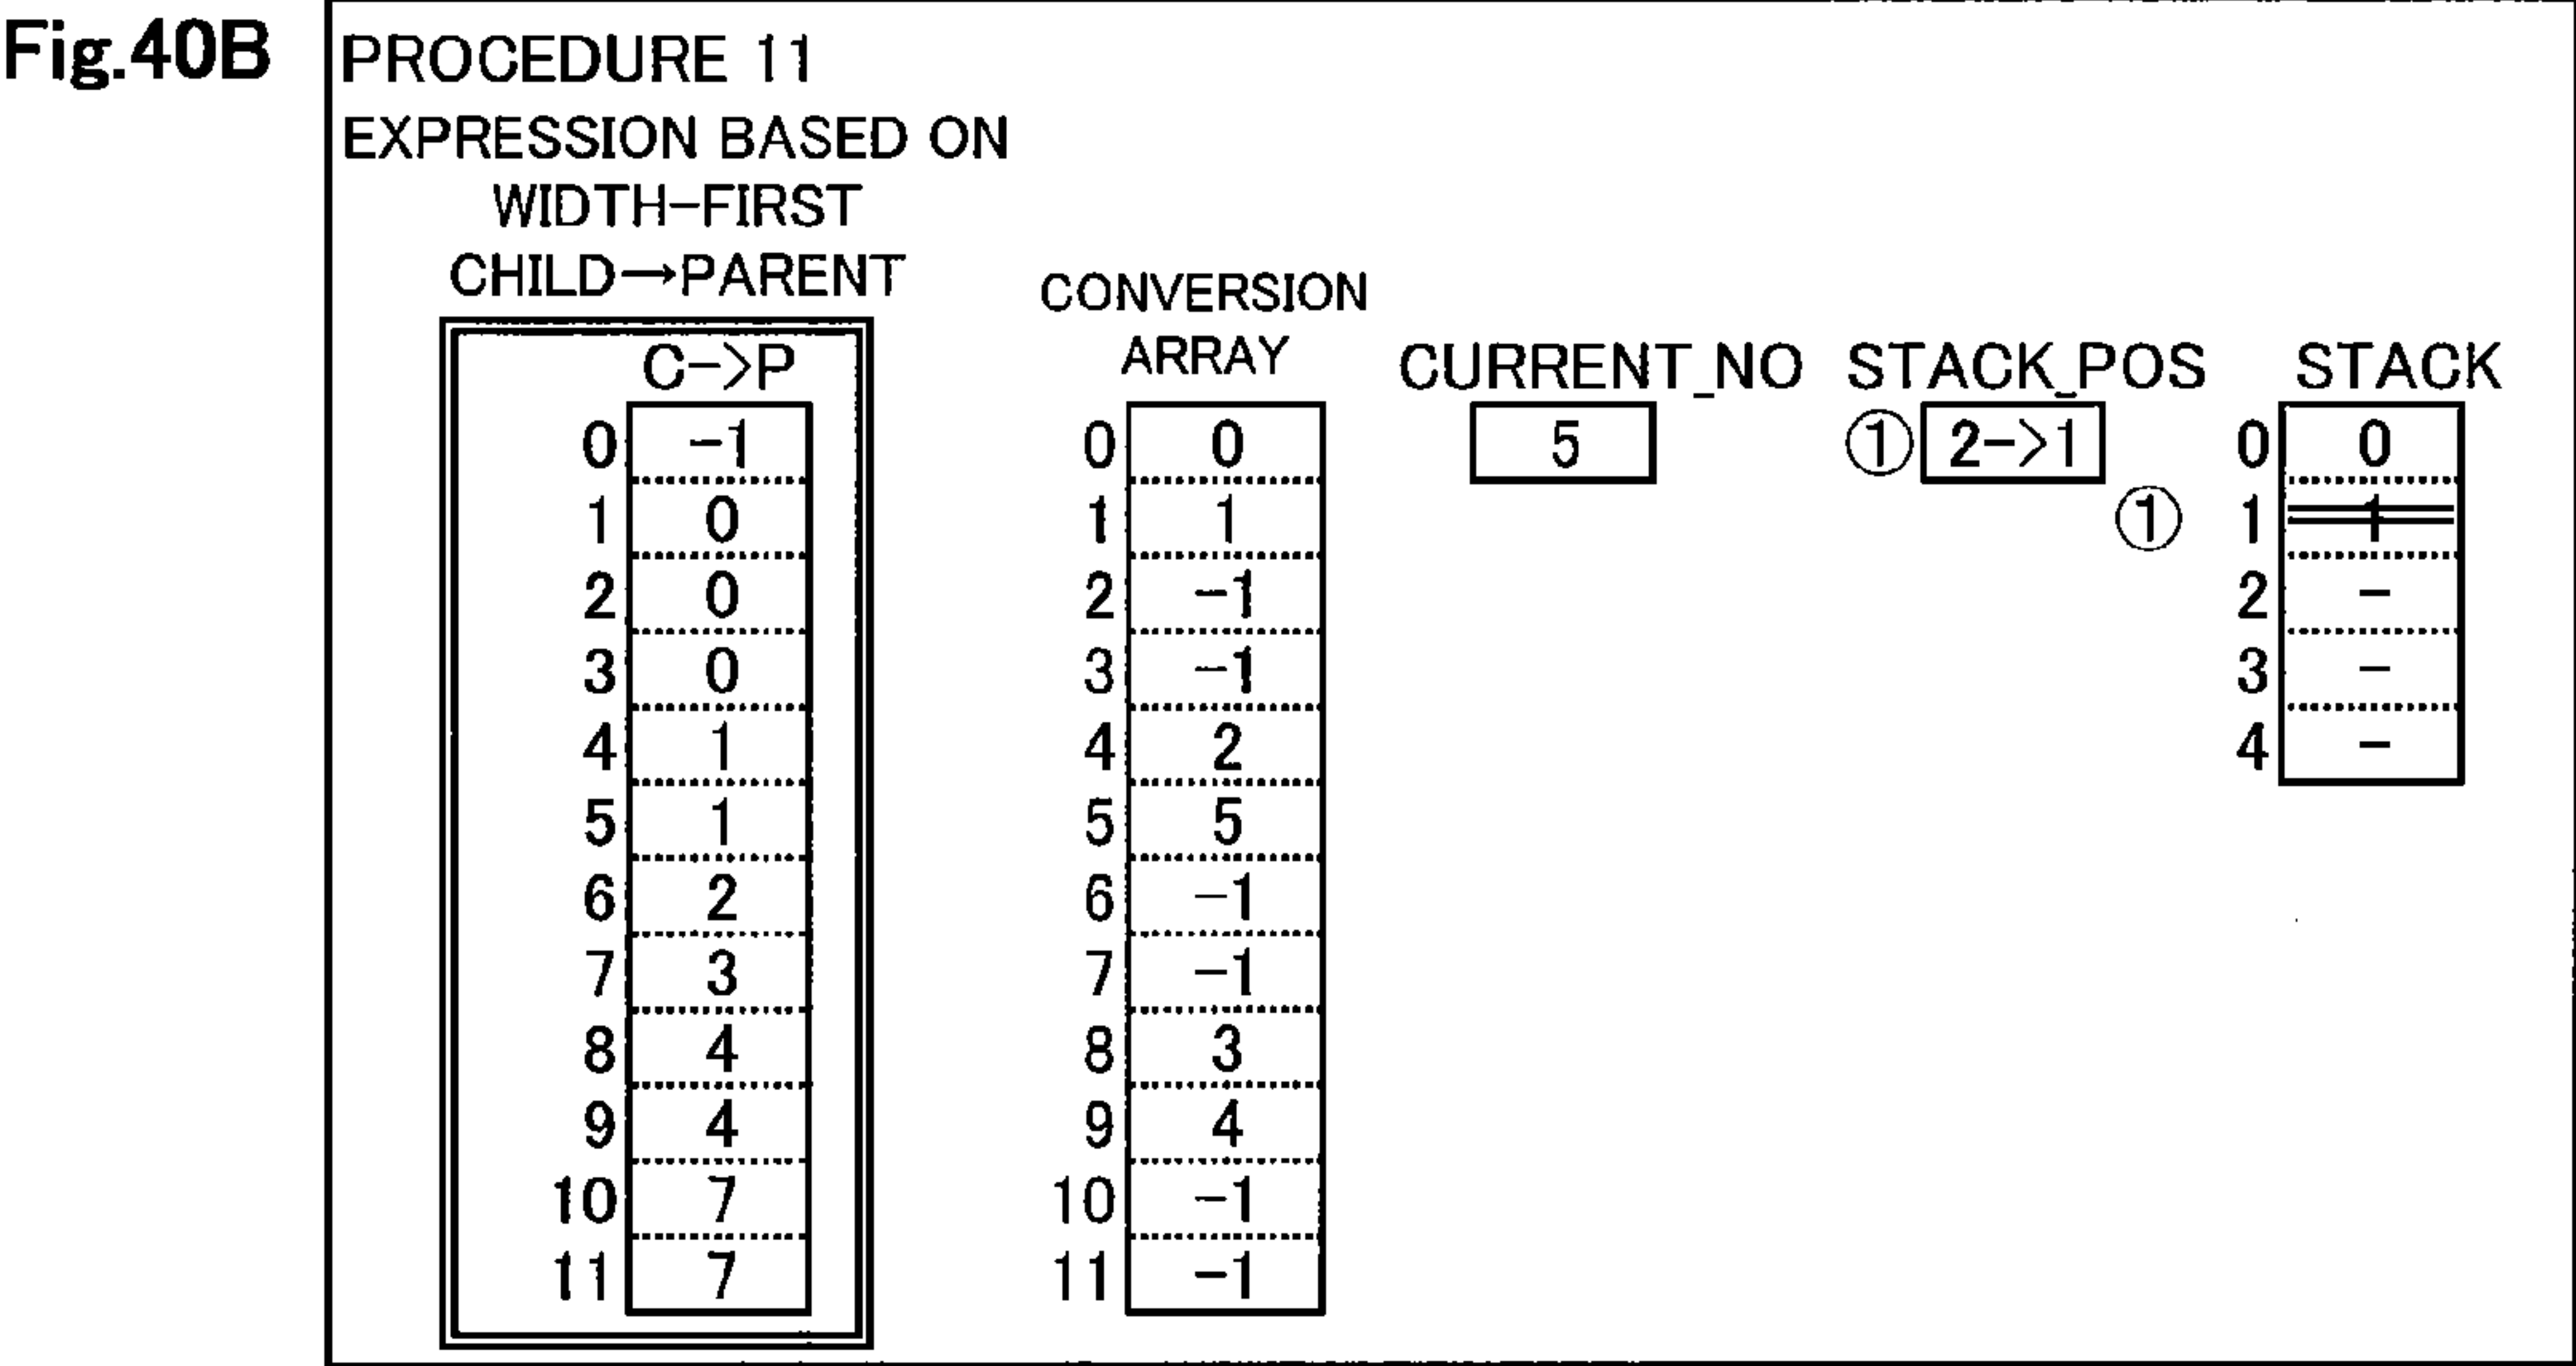 Fig.40B
PROCEDURE 11
EXPRESSION BASED ON
WIDTH-FIRST
CHILD→PARENT
CONVERSION
ARRAY
C->P
CURRENT_NO STACK_POS STACK
0 -1 0 0 5 ① 2->1 0 0
1 0 1 1 ① 1 1
2 0 2 -1 2 -
3 0 3 -1 3 -
4 1 4 2 4 -
5 1 5 5
6 2 6 -1
7 3 7 -1
8 4 8 3
9 4 9 4
10 7 10 -1
11 7 11 -1